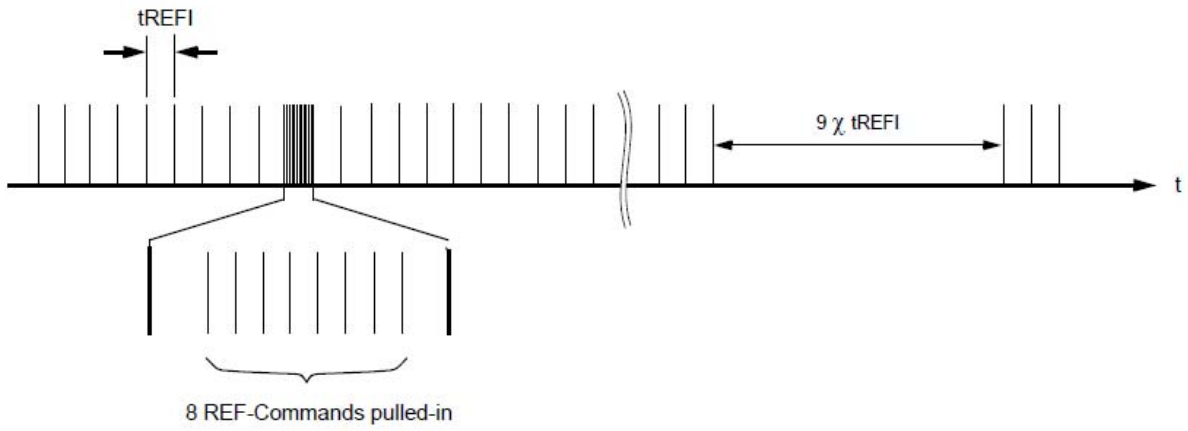 tREFI
9 χ tREFI
t
8 REF-Commands pulled-in